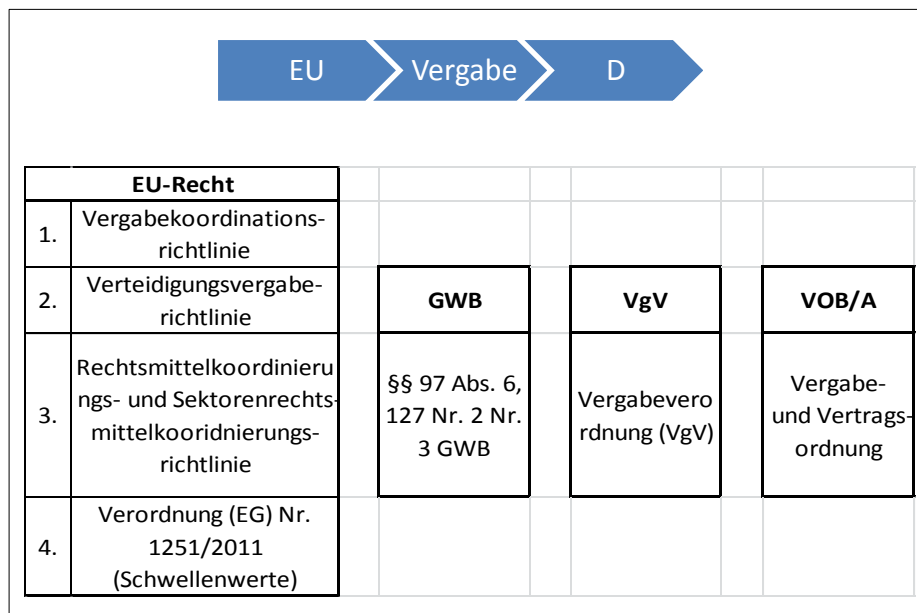 EU Vergabe D
EU-Recht
1. Vergabekoordinations-
richtlinie
2. Verteidigungsvergabe-
richtlinie
3. Rechtsmittelkoordinieru
ngs- und Sektorenrechts-
mittelkooridnierungs-
richtlinie
4. Verordnung (EG) Nr.
1251/2011
(Schwellenwerte)
GWB
§§ 97 Abs. 6,
127 Nr. 2 Nr.
3 GWB
VgV
Vergabevero
rdnung (VgV)
VOB/A
Vergabe-
und Vertrags-
ordnung